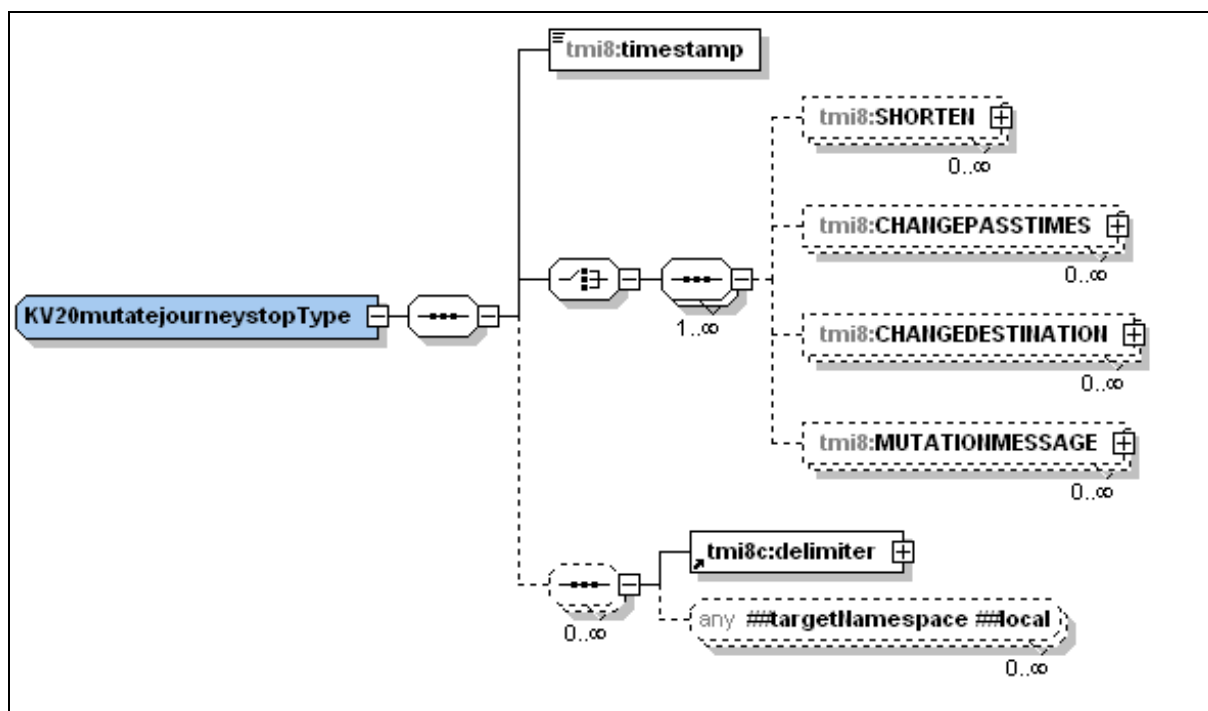 tmi8:timestamp
tmi8:SHORTEN
0..∞
tmi8:CHANGEPASSTIMES
0..∞
KV20mutatejourneystopType
1..∞
tmi8:CHANGEDESTINATION
0..∞
tmi8:MUTATIONMESSAGE
0..∞
tmi8c:delimiter
0..∞
any ##targetNamespace ##local
0..∞